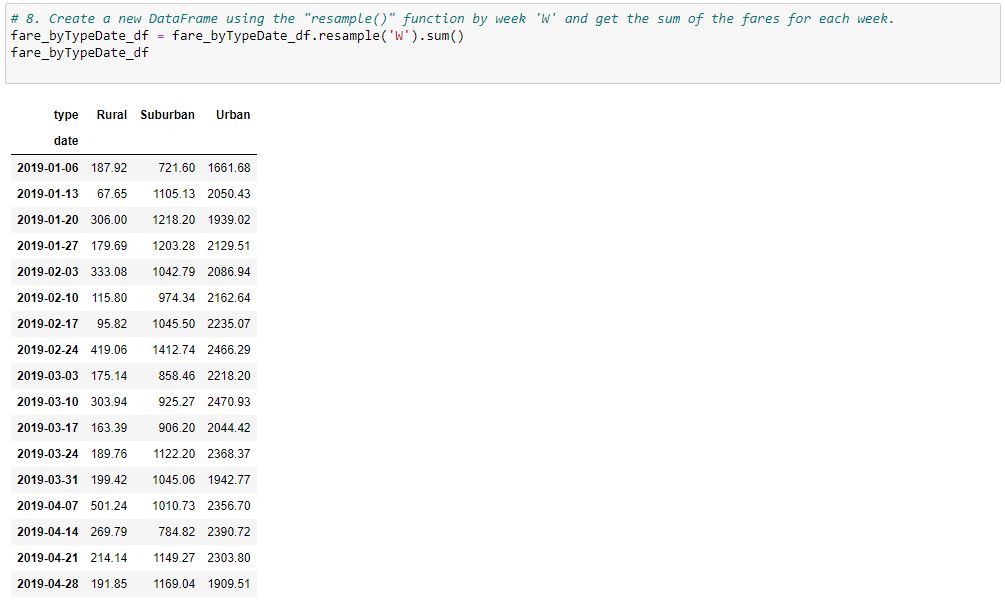 # 8. Create a new DataFrame using the "resample()" function by week 'W' and get the sum of the fares for each week.
fare_byTypeDate_df = fare_byTypeDate_df.resample('W').sum()
fare_byTypeDate_df
type Rural Suburban Urban
date
2019-01-06 187.92 721.60 1661.68
2019-01-13 67.65 1105.13 2050.43
2019-01-20 306.00 1218.20 1939.02
2019-01-27 179.69 1203.28 2129.51
2019-02-03 333.08 1042.79 2086.94
2019-02-10 115.80 974.34 2162.64
2019-02-17 95.82 1045.50 2235.07
2019-02-24 419.06 1412.74 2466.29
2019-03-03 175.14 858.46 2218.20
2019-03-10 303.94 925.27 2470.93
2019-03-17 163.39 906.20 2044.42
2019-03-24 189.76 1122.20 2368.37
2019-03-31 199.42 1045.06 1942.77
2019-04-07 501.24 1010.73 2356.70
2019-04-14 269.79 784.82 2390.72
2019-04-21 214.14 1149.27 2303.80
2019-04-28 191.85 1169.04 1909.51